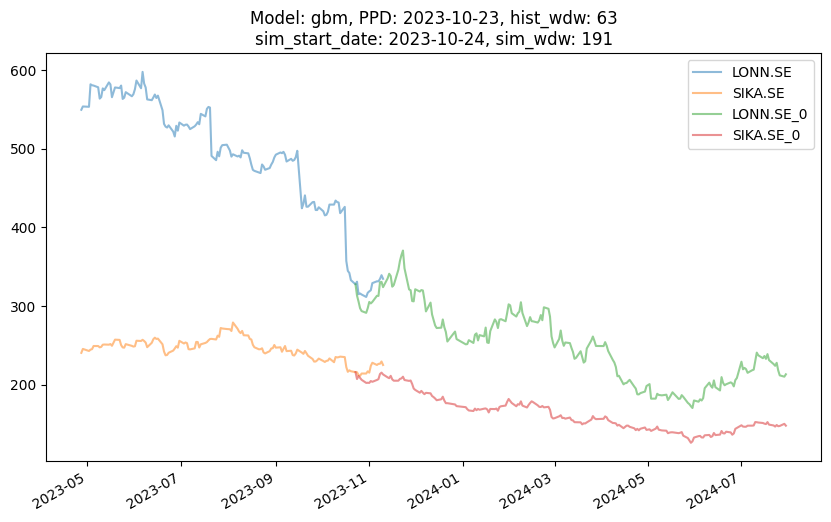 Model: gbm, PPD: 2023-10-23, hist_wdw: 63
sim_start_date: 2023-10-24, sim_wdw: 191
LONN.SE
SIKA.SE
LONN.SE_0
SIKA.SE_0
600
500
400
300
200
2023-05
2023-07
2023-09
2023-11
2024-01
2024-03
2024-05
2024-07